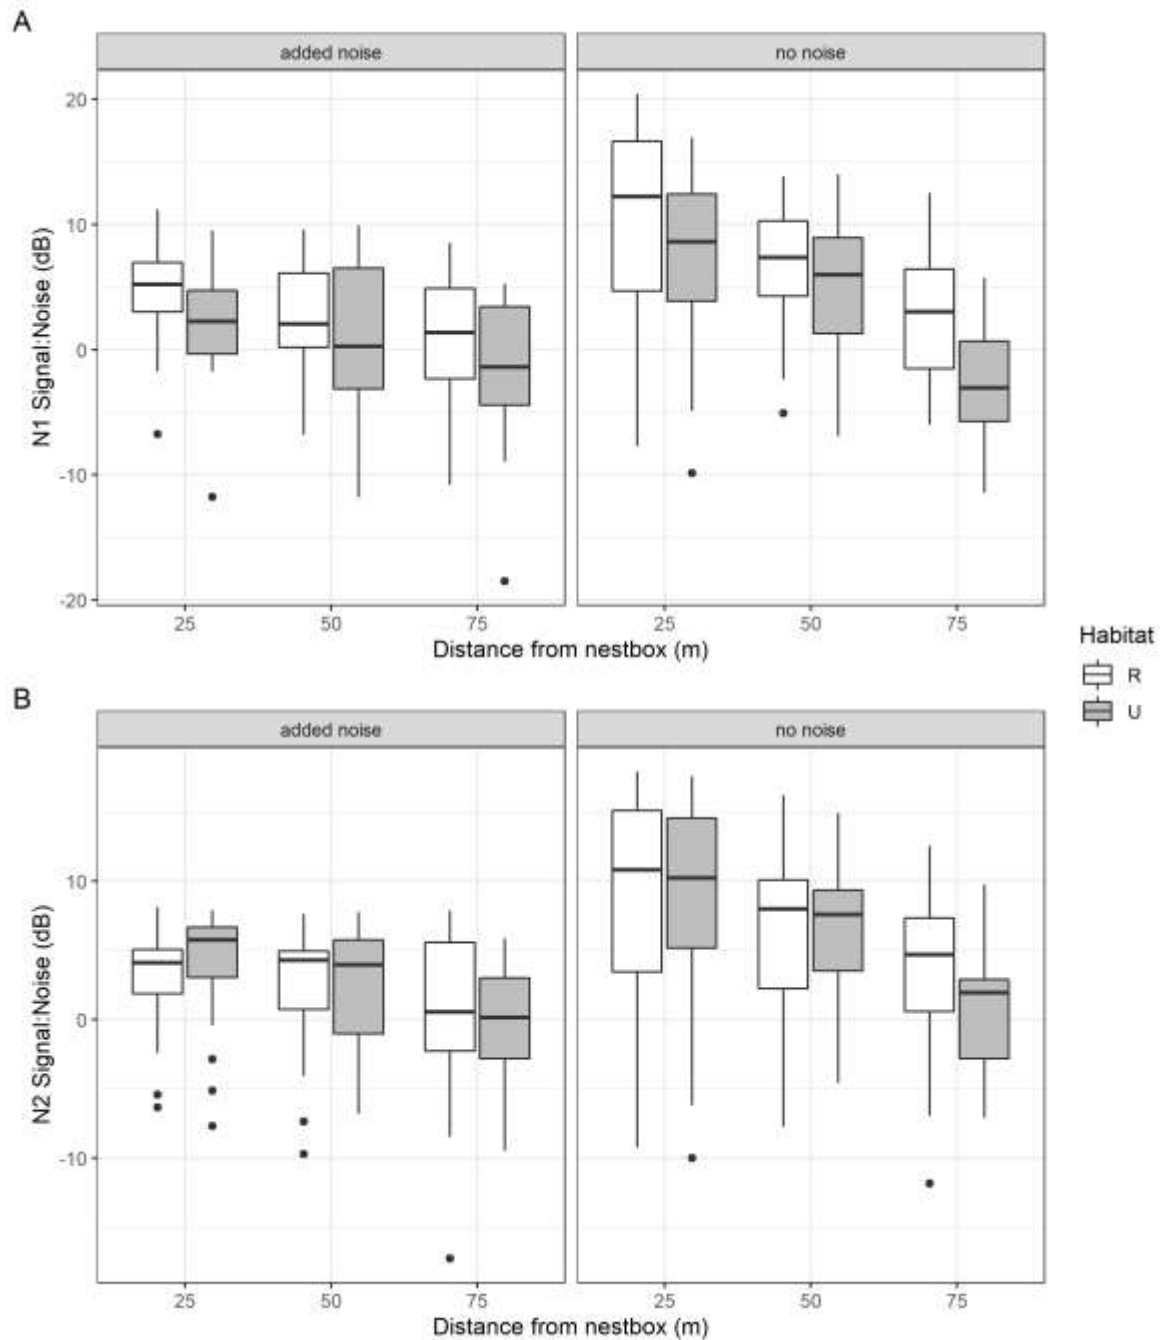 A
added noise
no noise
N1 Signal:Noise (dB)
20
10
0
-10
-20
25
50
75
25
50
75
Distance from nestbox (m)
Habitat
R
U
B
added noise
no noise
N2 Signal:Noise (dB)
10
0
-10
25
50
75
25
50
75
Distance from nestbox (m)